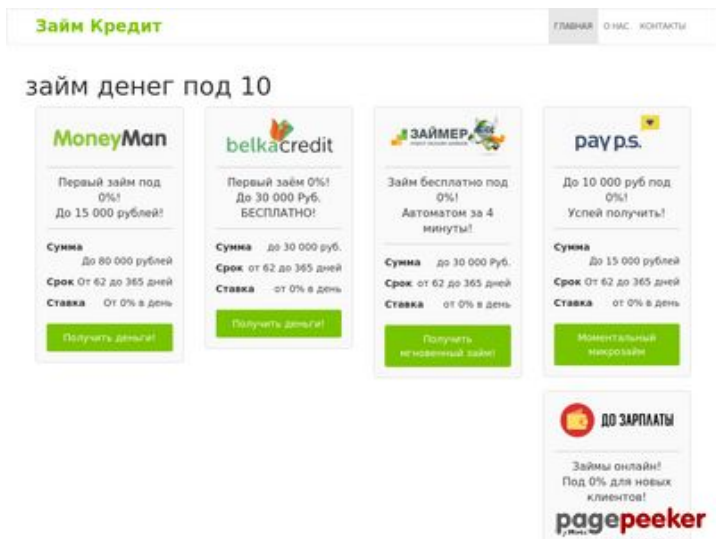 Займ Кредит
ГЛАВНАЯ О НАС. КОНТАКТЫ
займ денег под 10
MoneyMan
Первый займ под
0%!
До 15 000 рублей!
Сумма
До 80 000 рублей
Срок От 62 до 365 дней
Ставка От 0% в день
Получить деньги!
belkacredit
Первый заём 0%!
До 30 000 Руб.
БЕСПЛАТНО!
Сумма до 30 000 руб.
Срок от 62 до 365 дней
Ставка от 0% в день
Получить деньги!
ЗАЙМЕР
Займ бесплатно под
0%!
Автоматом за 4
минуты!
Сумма до 30 000 Руб.
Срок от 62 до 365 дней
Ставка от 0% в день
Получить
мгновенный займ!
pay p.s.
До 10 000 руб под
0%!
Успей получить!
Сумма
До 15 000 рублей
Срок От 62 до 365 дней
Ставка от 0% в день
Моментальный
микрозайм
ДО ЗАРПЛАТЫ
Займы онлайн!
Под 0% для новых
клиентов!
pagepeeker